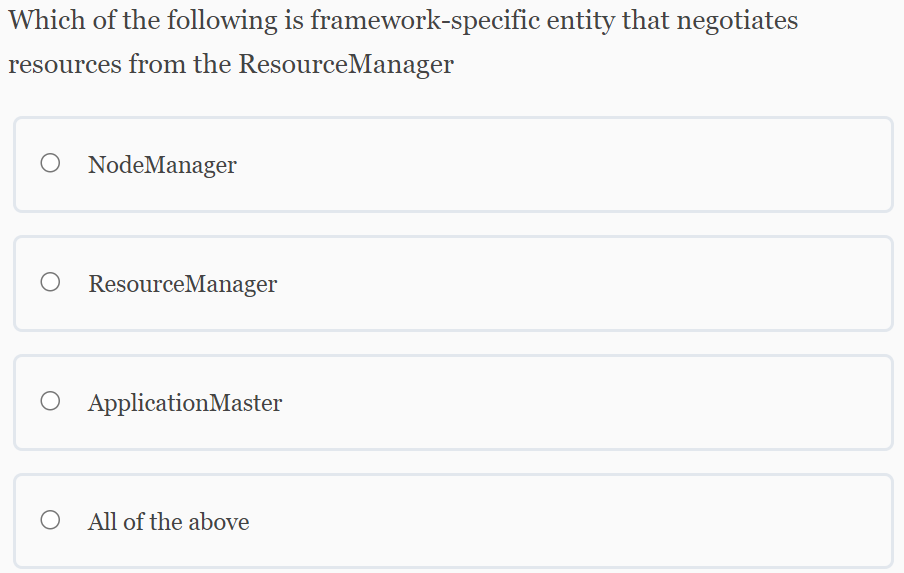 Which of the following is framework-specific entity that negotiates
resources from the ResourceManager
NodeManager
ResourceManager
ApplicationMaster
All of the above